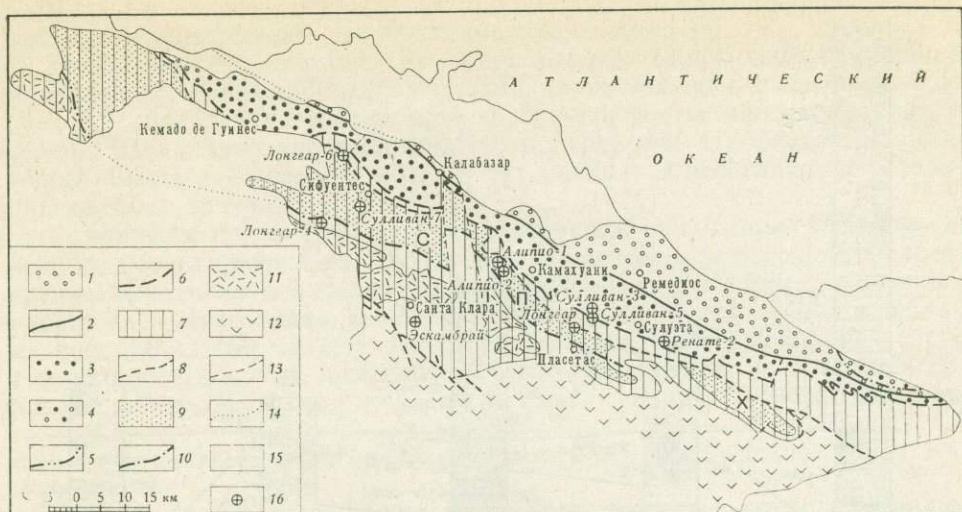 АТЛАНТИЧЕСКИЙ
ОКЕАН
Кемадо де Гуинес
Лонгеар-6
Калабазар
Сифуентес
Сулливан-7
Лонгеар-4
С
Алипио-1
Камахуани
Ремедиос
Алипио-2
П
Сулливан-3
Санта Клара
Лонгеар
Сулливан-5
Сулуэта
Эскамбрай
Ренате-2
Пласетас
Х
1 6 11
2 7 12
3 8 13
4 9 14
5 10 15
16
5 0 5 10 15 км